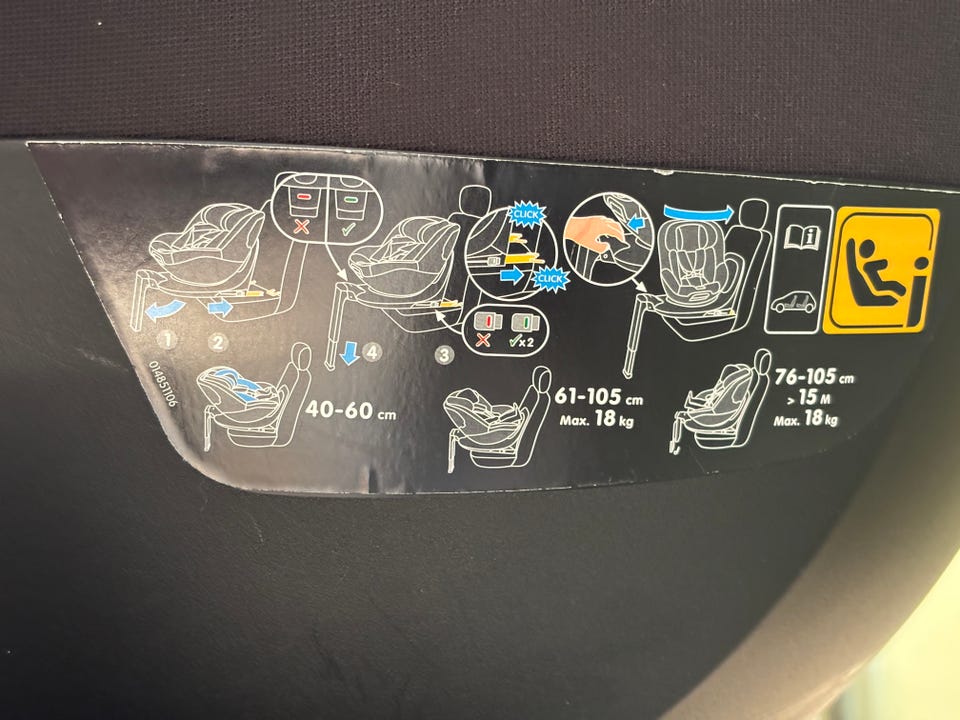 CLICK
CLICK
x2
1
2
4
3
014851106
40-60 cm
61-105 cm
Max. 18 kg
76-105 cm
> 15 M
Max. 18 kg